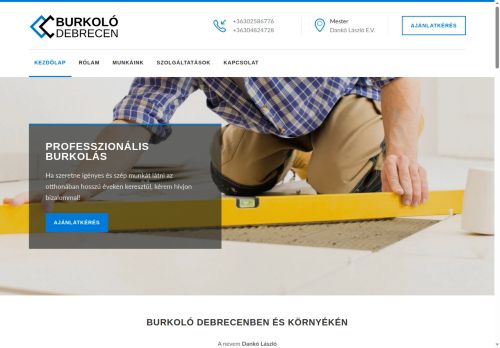 BURKOLÓ
DEBRECEN
+36302586776
+36304824728
Mester
Dankó László E.V.
AJÁNLATKÉRÉS
KEZDŐLAP RÓLAM MUNKÁINK SZOLGÁLTATÁSOK KAPCSOLAT
PROFESSZIONÁLIS
BURKOLÁS
Ha szeretne igényes és szép munkát látni az
otthonában hosszú éveken keresztül, kérem hívjon
bizalommal!
AJÁNLATKÉRÉS
BURKOLÓ DEBRECENBEN ÉS KÖRNYÉKÉN
A nevem Dankó László